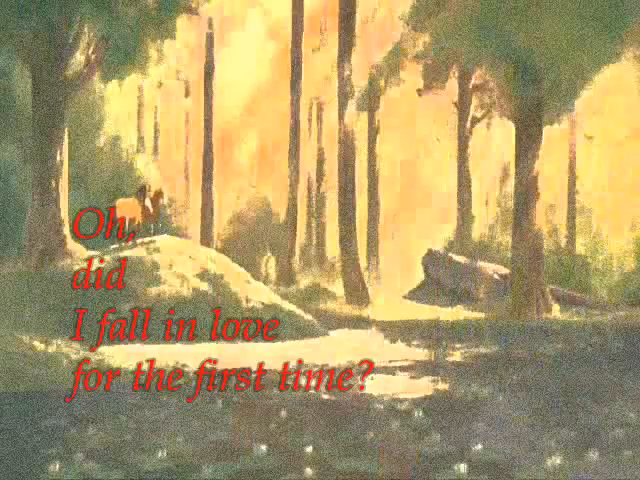 Oh,
did
I fall in love
for the first time?